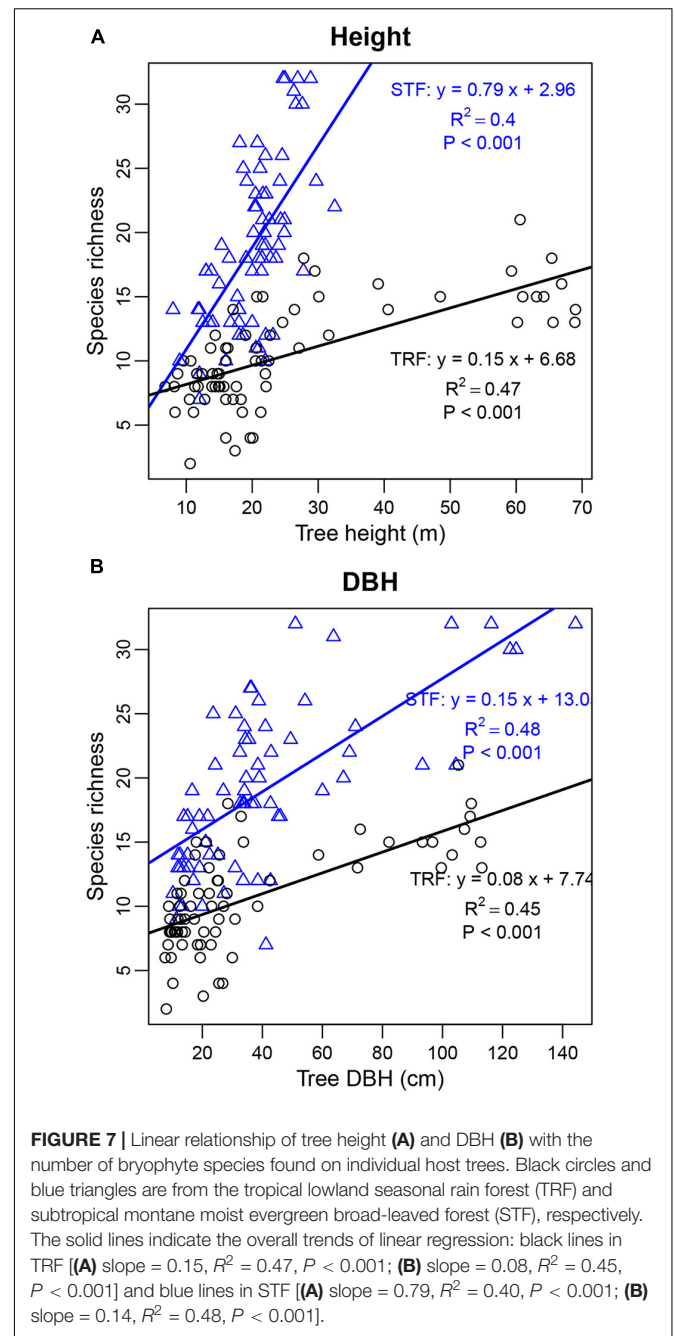 A
Height
STF: y = 0.79 x + 2.96
R² = 0.4
P < 0.001
TRF: y = 0.15 x + 6.68
R² = 0.47
P < 0.001
Species richness
5
10
15
20
25
30
10
20
30
40
50
60
70
Tree height (m)
B
DBH
STF: y = 0.15 x + 13.0
R² = 0.48
P < 0.001
TRF: y = 0.08 x + 7.74
R² = 0.45
P < 0.001
Species richness
5
10
15
20
25
30
20
40
60
80
100
120
140
Tree DBH (cm)
FIGURE 7 | Linear relationship of tree height (A) and DBH (B) with the
number of bryophyte species found on individual host trees. Black circles and
blue triangles are from the tropical lowland seasonal rain forest (TRF) and
subtropical montane moist evergreen broad-leaved forest (STF), respectively.
The solid lines indicate the overall trends of linear regression: black lines in
TRF [(A) slope = 0.15, R² = 0.47, P < 0.001; (B) slope = 0.08, R² = 0.45,
P < 0.001] and blue lines in STF [(A) slope = 0.79, R² = 0.40, P < 0.001; (B)
slope = 0.14, R² = 0.48, P < 0.001].